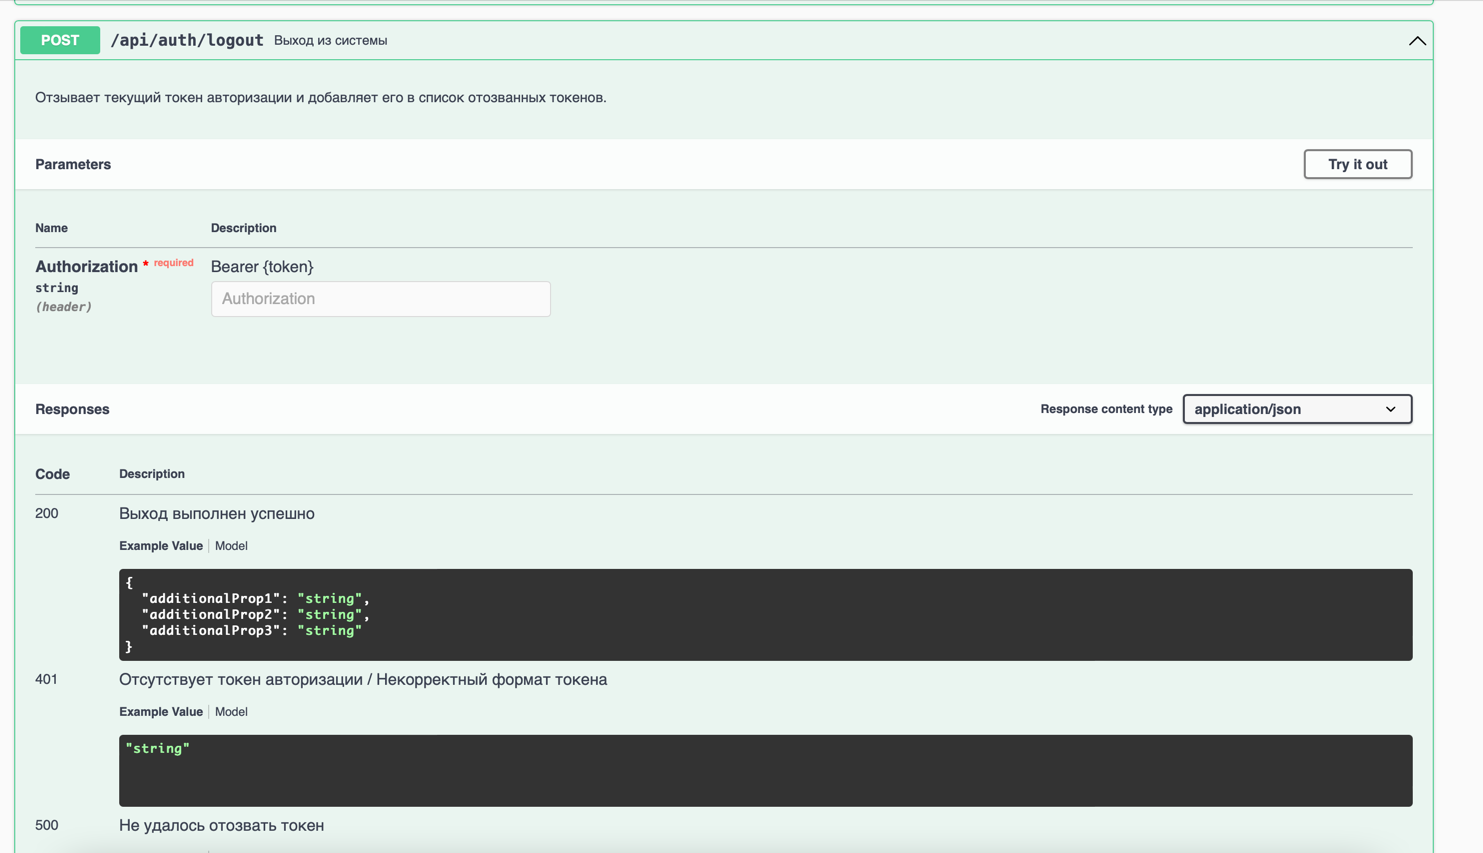 POST /api/auth/logout Выход из системы
Отзывает текущий токен авторизации и добавляет его в список отозванных токенов.
Parameters Try it out
Name Description
Authorization * required Bearer {token}
string Authorization
(header)
Responses Response content type application/json
Code Description
200 Выход выполнен успешно
Example Value Model
{
"additionalProp1": "string",
"additionalProp2": "string",
"additionalProp3": "string"
}
401 Отсутствует токен авторизации / Некорректный формат токена
Example Value Model
"string"
500 Не удалось отозвать токен